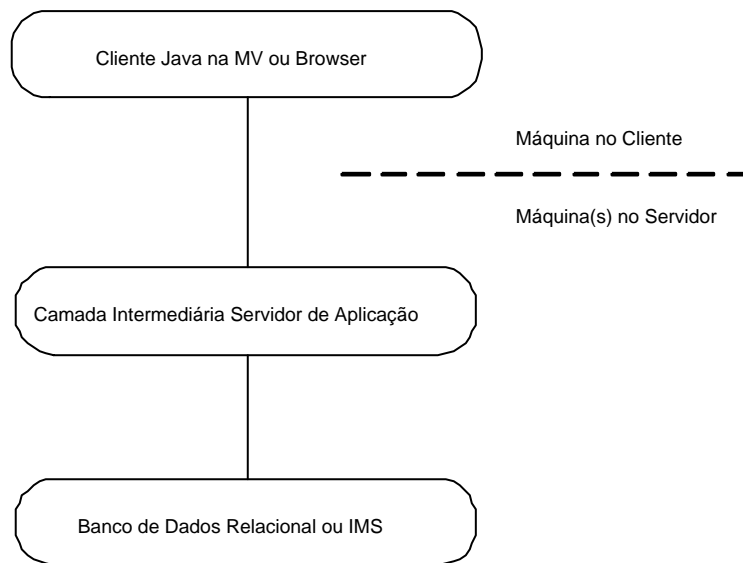 Cliente Java na MV ou Browser
Máquina no Cliente
Máquina(s) no Servidor
Camada Intermediária Servidor de Aplicação
Banco de Dados Relacional ou IMS